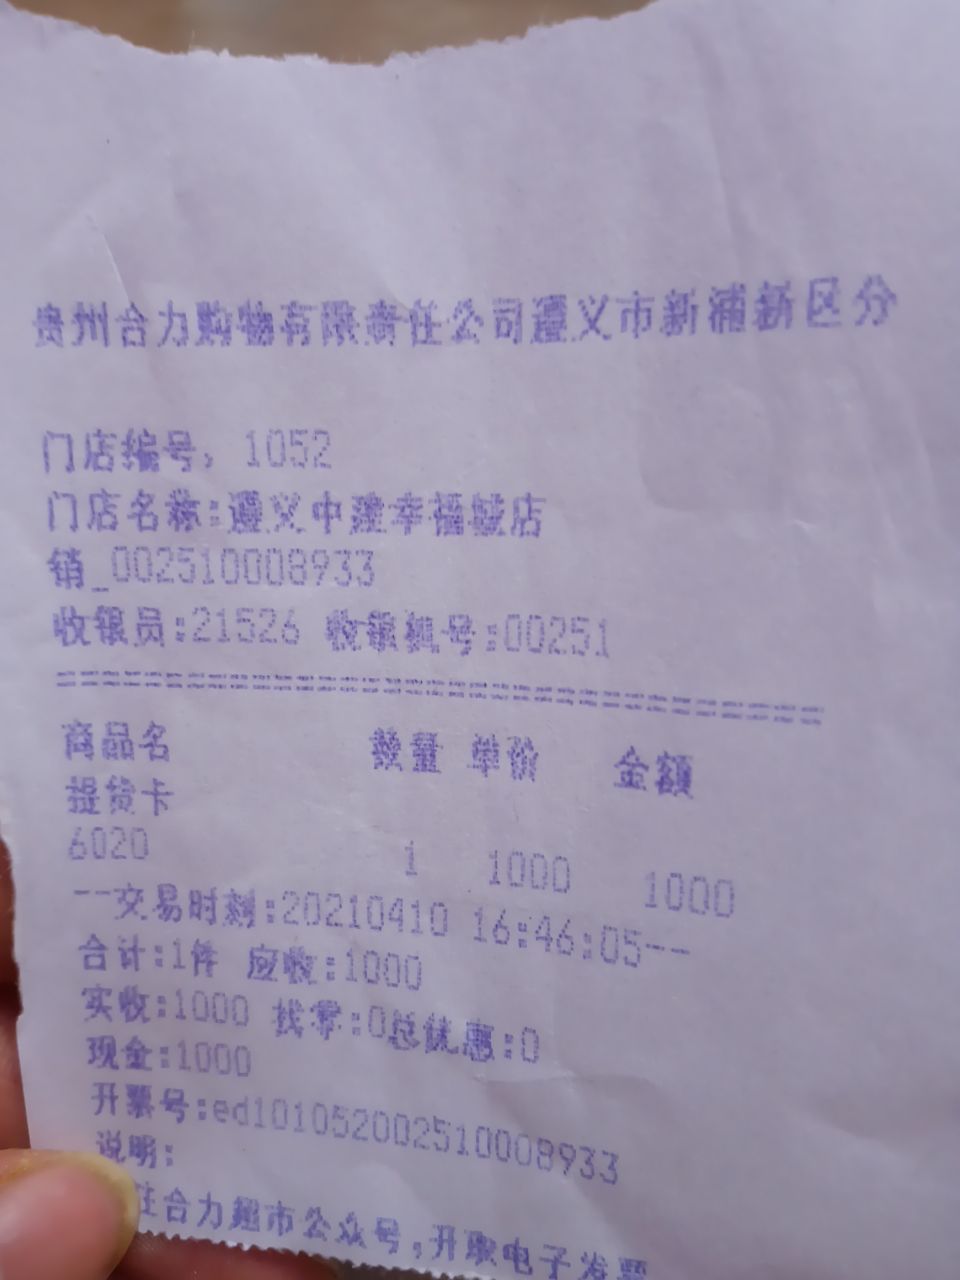 贵州合力购物有限责任公司遵义市新浦新区分
门店编号, 1052
门店名称:遵义中建幸福城店
销_002510008933
收银员:21526 收银机号:00251
商品名 数量 单价 金额
提货卡
6020 1 1000 1000
--交易时刻:20210410 16:46:05--
合计:1件 应收:1000
实收:1000 找零:0总优惠:0
现金:1000
开票号:ed101052002510008933
说明:
往合力超市公众号,开取电子发票